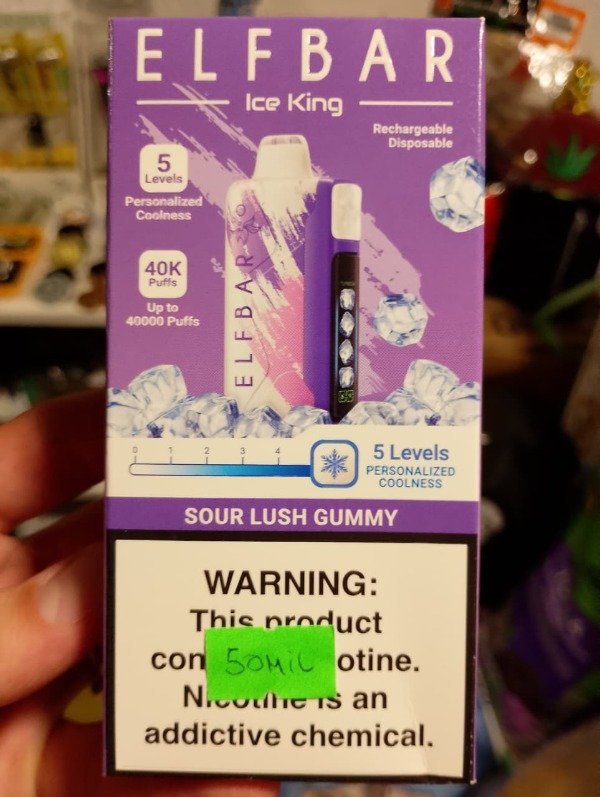 ELFBAR
Ice King
Rechargeable
Disposable
5
Levels
Personalized
Coolness
40K
Puffs
Up to
40000 Puffs
ELFBAR
0 1 2 3 4
5 Levels
PERSONALIZED
COOLNESS
SOUR LUSH GUMMY
WARNING:
This product
con otine.
50MIL
Nicotine is an
addictive chemical.